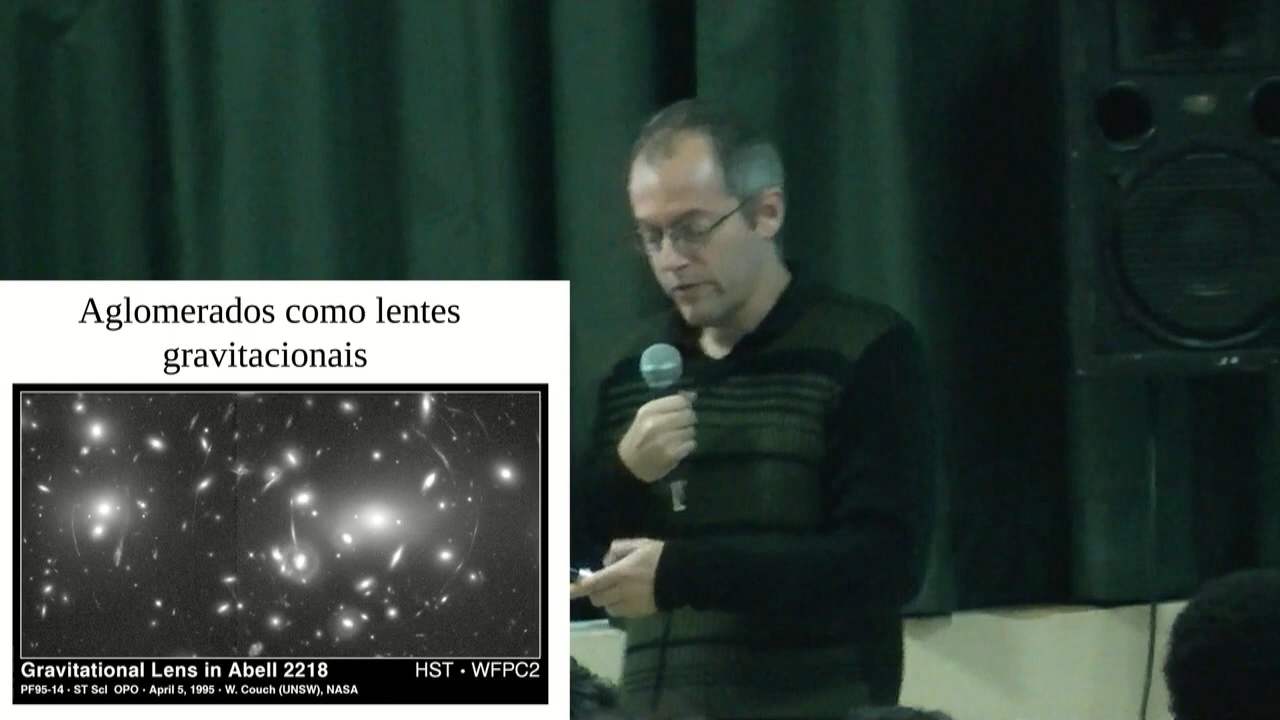 Aglomerados como lentes
gravitacionais
Gravitational Lens in Abell 2218
HST • WFPC2
PF95-14 • ST ScI OPO • April 5, 1995 • W. Couch (UNSW), NASA